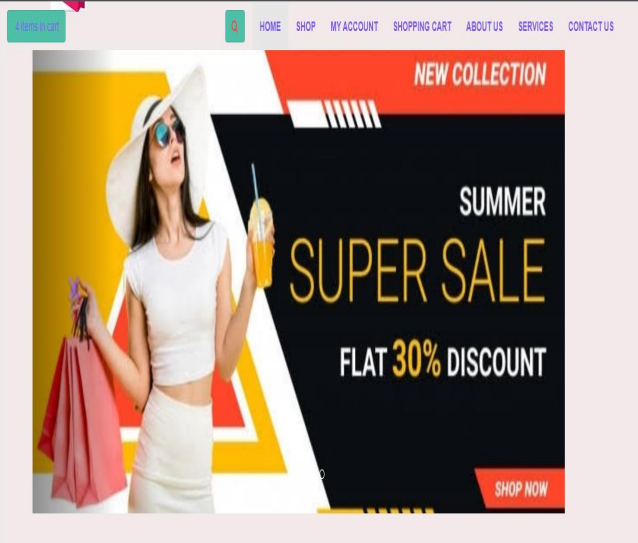 4 items in cart
HOME SHOP MY ACCOUNT SHOPPING CART ABOUT US SERVICES CONTACT US
NEW COLLECTION
SUMMER
SUPER SALE
FLAT 30% DISCOUNT
SHOP NOW